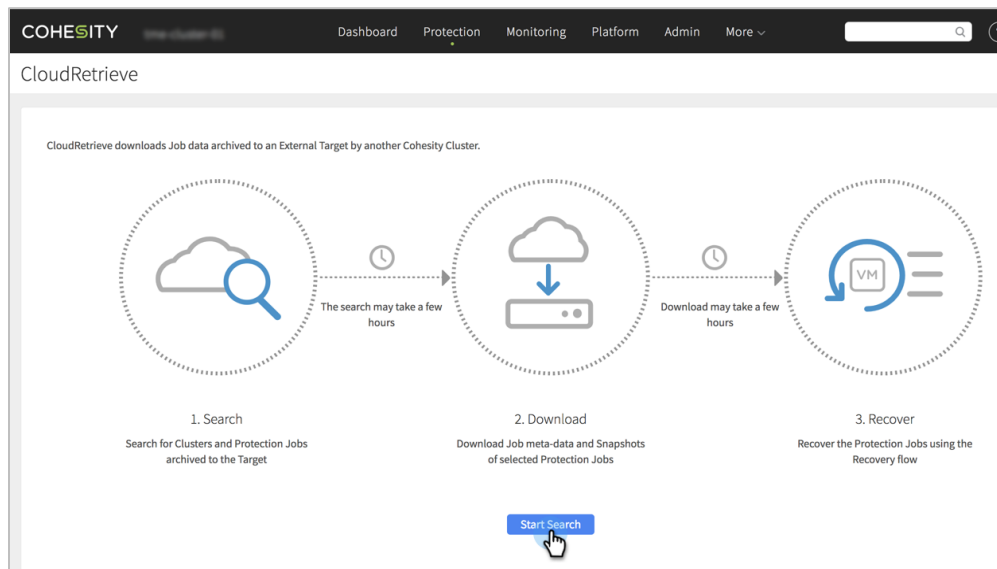 COHESITY
Dashboard Protection Monitoring Platform Admin More
CloudRetrieve
CloudRetrieve downloads Job data archived to an External Target by another Cohesity Cluster.
The search may take a few
hours
VM
Download may take a few
hours
1. Search
Search for Clusters and Protection Jobs
archived to the Target
2. Download
Download Job meta-data and Snapshots
of selected Protection Jobs
3. Recover
Recover the Protection Jobs using the
Recovery flow
Start Search